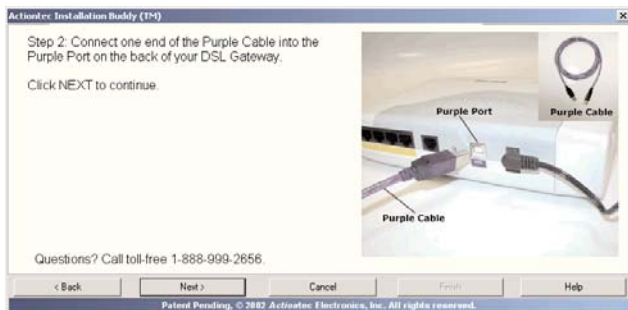 Actiontec Installation Buddy (TM)
Step 2: Connect one end of the Purple Cable into the
Purple Port on the back of your DSL Gateway.
Click NEXT to continue.
Purple Port
Purple Cable
Purple Cable
Questions? Call toll-free 1-888-999-2656.
< Back
Next >
Cancel
Finish
Help
Patent Pending, © 2002 Actiontec Electronics, Inc. All rights reserved.